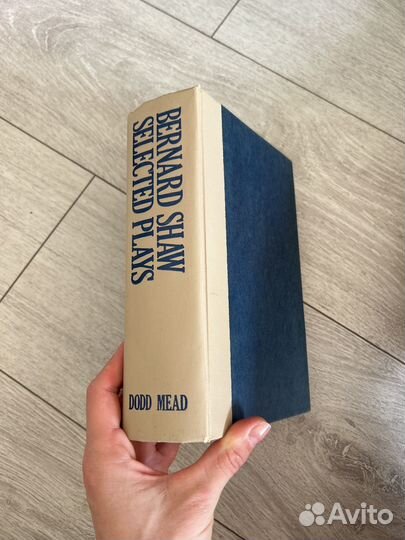 BERNARD SHAW
SELECTED PLAYS
DODD MEAD
Avito